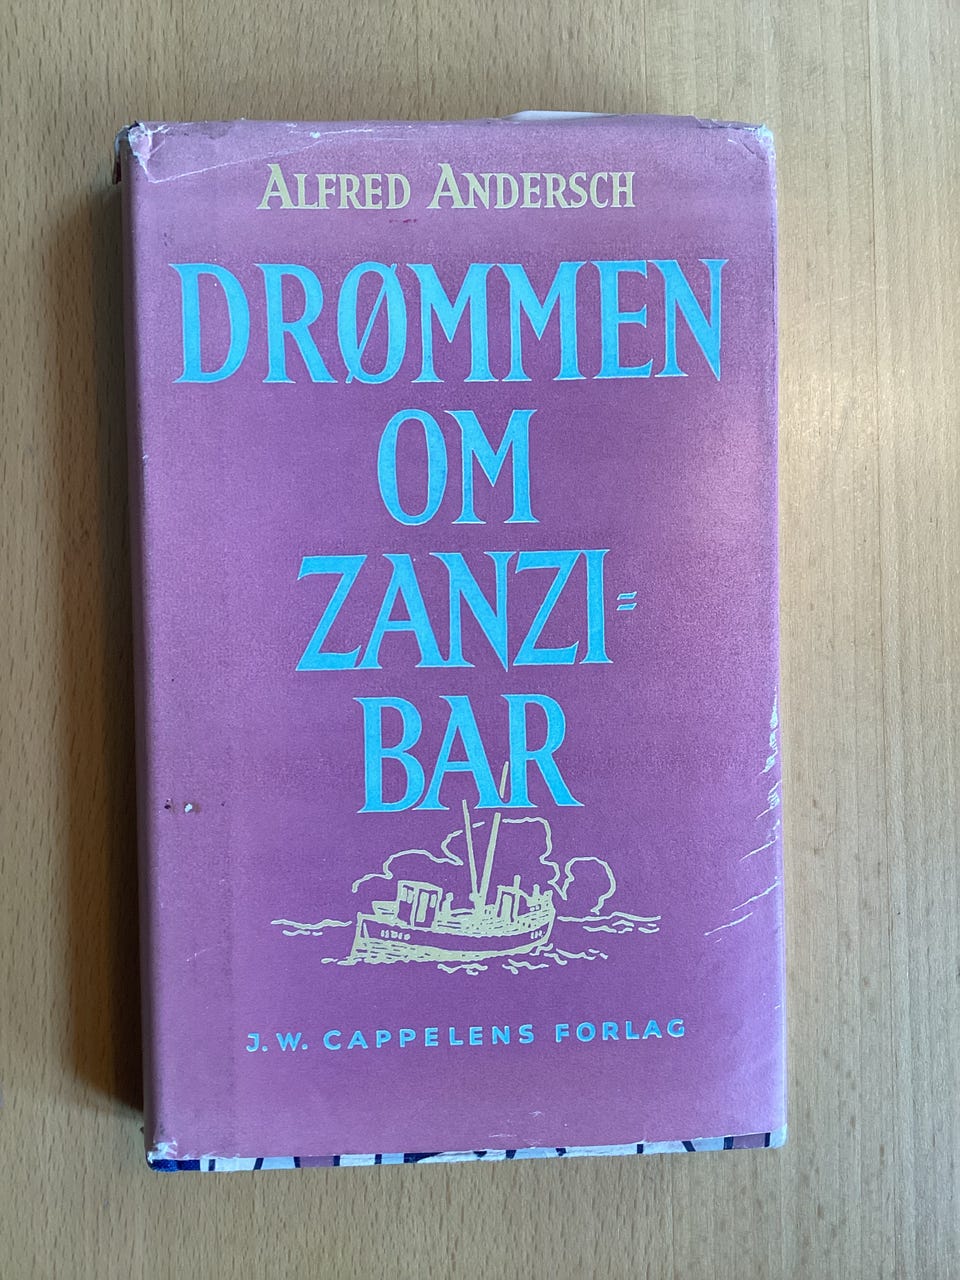 ALFRED ANDERSCH
DRØMMEN
OM
ZANZI=
BAR
J. W. CAPPELENS FORLAG